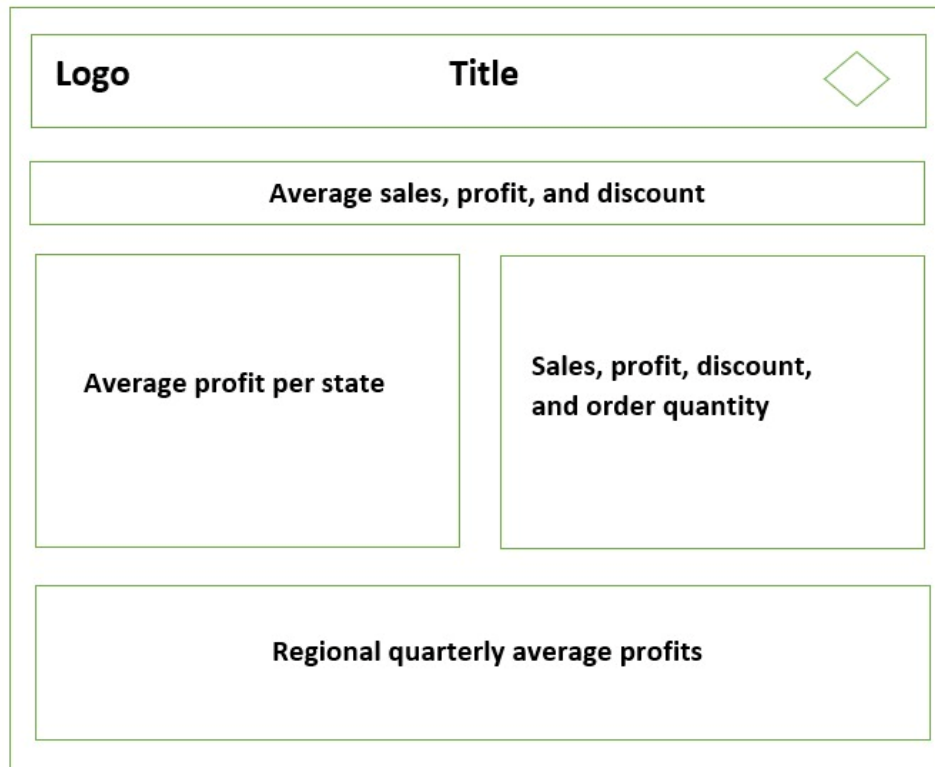 Logo
Title
Average sales, profit, and discount
Average profit per state
Sales, profit, discount,
and order quantity
Regional quarterly average profits